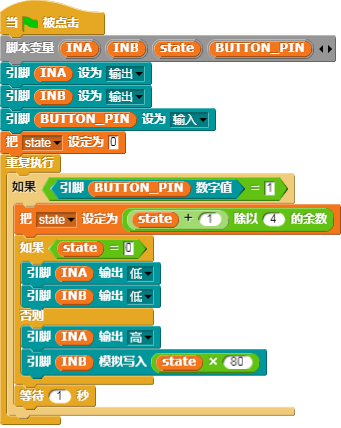 当 被点击
脚本变量 INA INB state BUTTON_PIN
引脚 INA 设为 输出
引脚 INB 设为 输出
引脚 BUTTON_PIN 设为 输入
把 state 设定为 0
重复执行
如果 引脚 BUTTON_PIN 数字值 = 1
把 state 设定为 state + 1 除以 4 的余数
如果 state = 0
引脚 INA 输出 低
引脚 INB 输出 低
否则
引脚 INA 输出 高
引脚 INB 模拟写入 state × 80
等待 1 秒